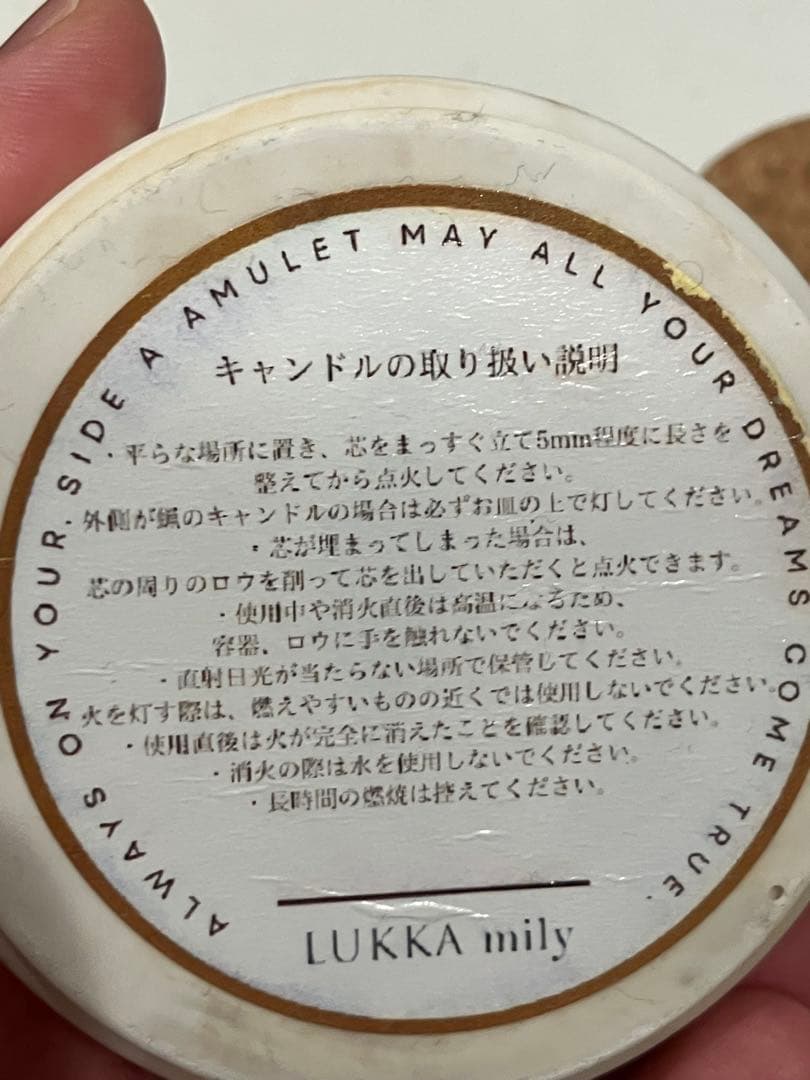 ALWAYS ON YOUR SIDE A AMULET MAY ALL YOUR DREAMS COME TRUE.
キャンドルの取り扱い説明
・平らな場所に置き、芯をまっすぐ立て5mm程度に長さを
整えてから点火してください。
外側が蝋のキャンドルの場合は必ずお皿の上で灯してください。
・芯が埋まってしまった場合は、
芯の周りのロウを削って芯を出していただくと点火できます。
・使用中や消火直後は高温になるため、
容器、ロウに手を触れないでください。
・直射日光が当たらない場所で保管してください。
火を灯す際は、燃えやすいものの近くでは使用しないでください。
・使用直後は火が完全に消えたことを確認してください。
・消火の際は水を使用しないでください。
・長時間の燃焼は控えてください。
LUKKA mily